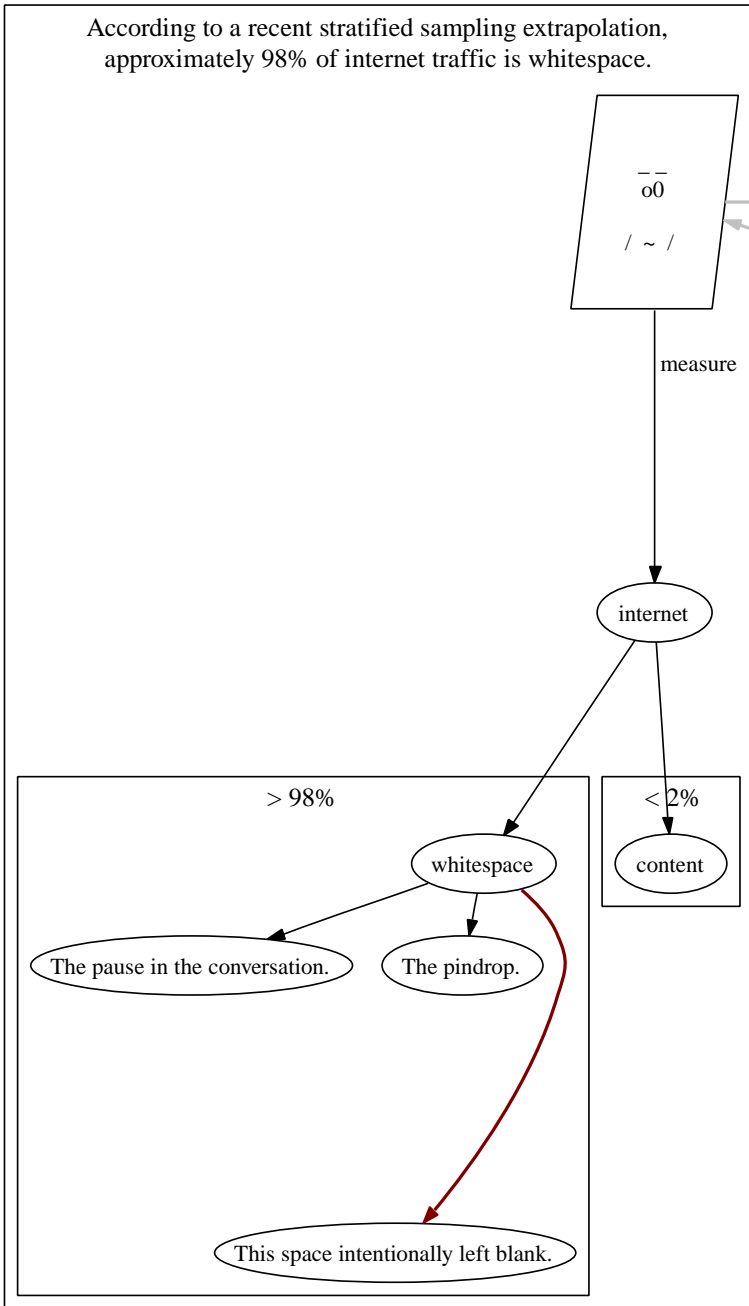 According to a recent stratified sampling extrapolation,
approximately 98% of internet traffic is whitespace.
_ _
o0
/ ~ /
measure
internet
> 98%
< 2%
whitespace
content
The pause in the conversation.
The pindrop.
This space intentionally left blank.